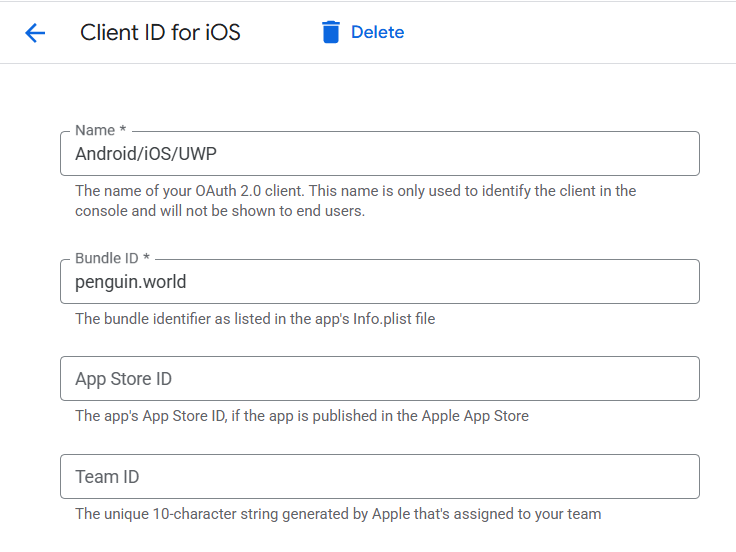 Client ID for iOS
Delete
Name *
Android/iOS/UWP
The name of your OAuth 2.0 client. This name is only used to identify the client in the
console and will not be shown to end users.
Bundle ID *
penguin.world
The bundle identifier as listed in the app's Info.plist file
App Store ID
The app's App Store ID, if the app is published in the Apple App Store
Team ID
The unique 10-character string generated by Apple that's assigned to your team